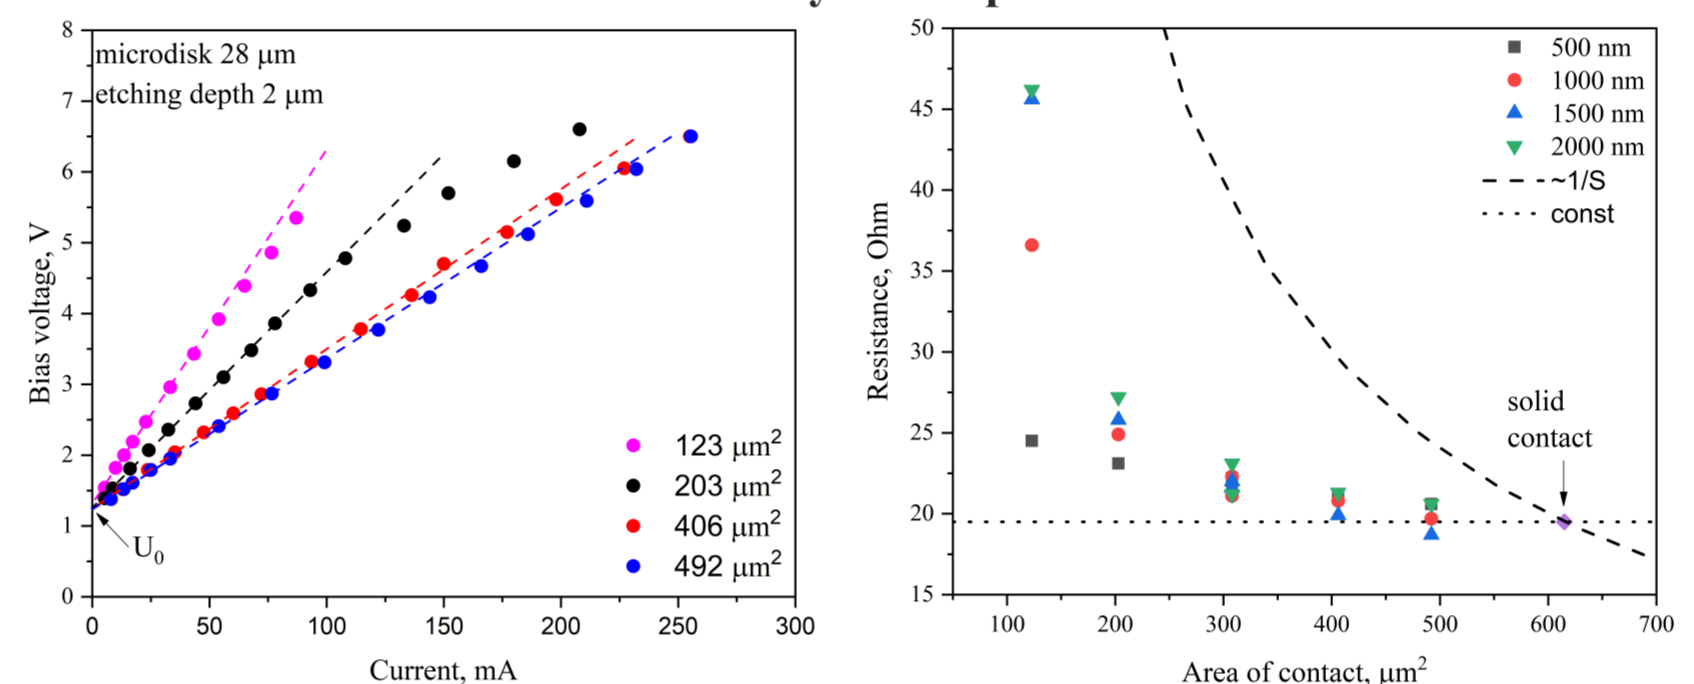 microdisk 28 μm
etching depth 2 μm
8
7
6
5
4
3
2
1
0
Bias voltage, V
U0
123 μm2
203 μm2
406 μm2
492 μm2
0 50 100 150 200 250 300
Current, mA
50
45
40
35
30
25
20
15
Resistance, Ohm
500 nm
1000 nm
1500 nm
2000 nm
~1/S
const
solid
contact
100 200 300 400 500 600 700
Area of contact, μm2